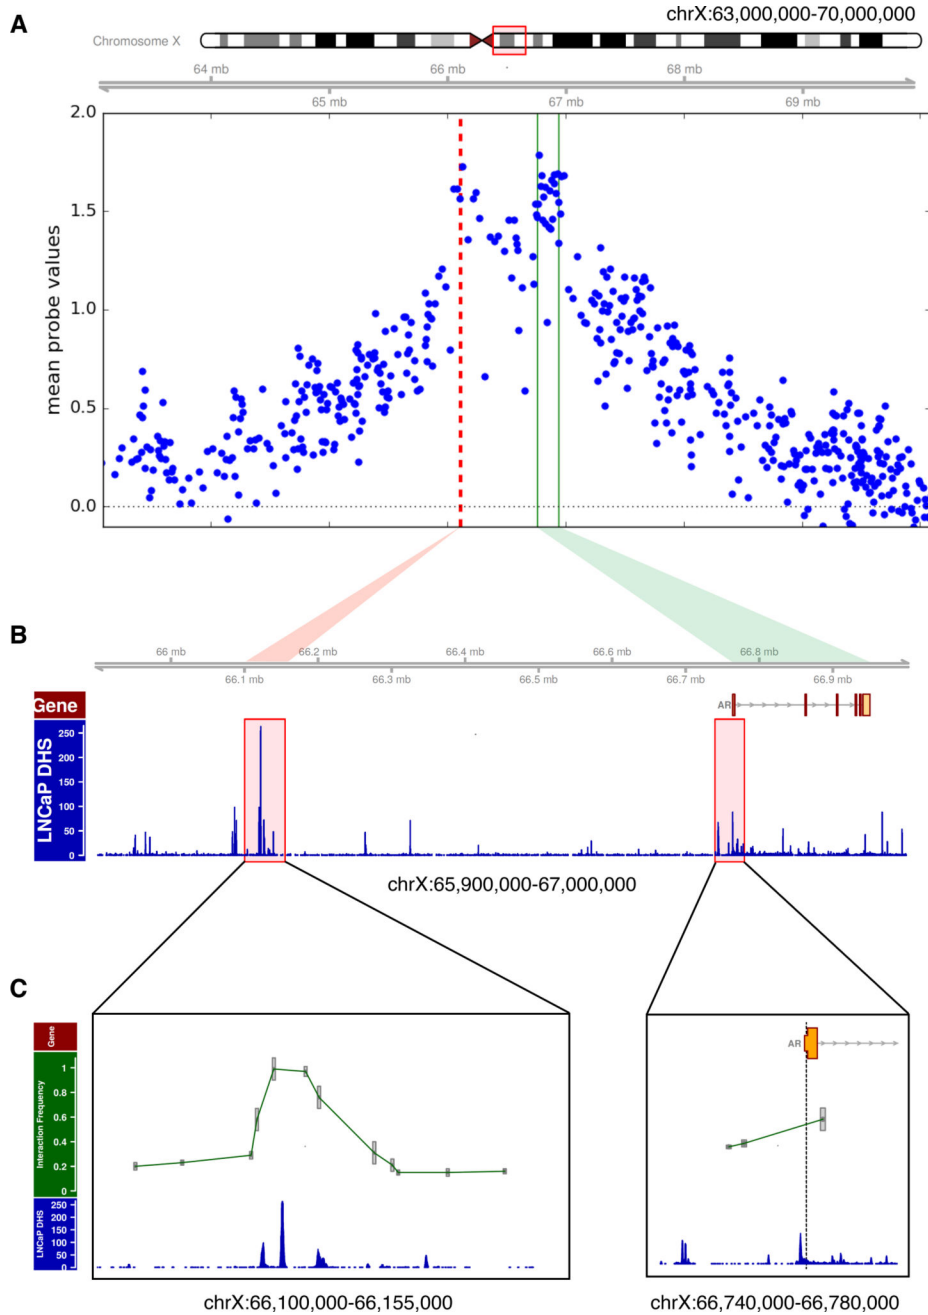 A
chrX:63,000,000-70,000,000
Chromosome X
64 mb 66 mb 68 mb
65 mb 67 mb 69 mb
2.0
1.5
1.0
0.5
0.0
mean probe values
B
66 mb 66.2 mb 66.4 mb 66.6 mb 66.8 mb
66.1 mb 66.3 mb 66.5 mb 66.7 mb 66.9 mb
Gene
AR
LNCaP DHS
250
200
150
100
50
0
chrX:65,900,000-67,000,000
C
Gene
AR
Interaction Frequency
1
0.8
0.6
0.4
0.2
0
LNCaP DHS
250
200
150
100
50
0
chrX:66,100,000-66,155,000
chrX:66,740,000-66,780,000